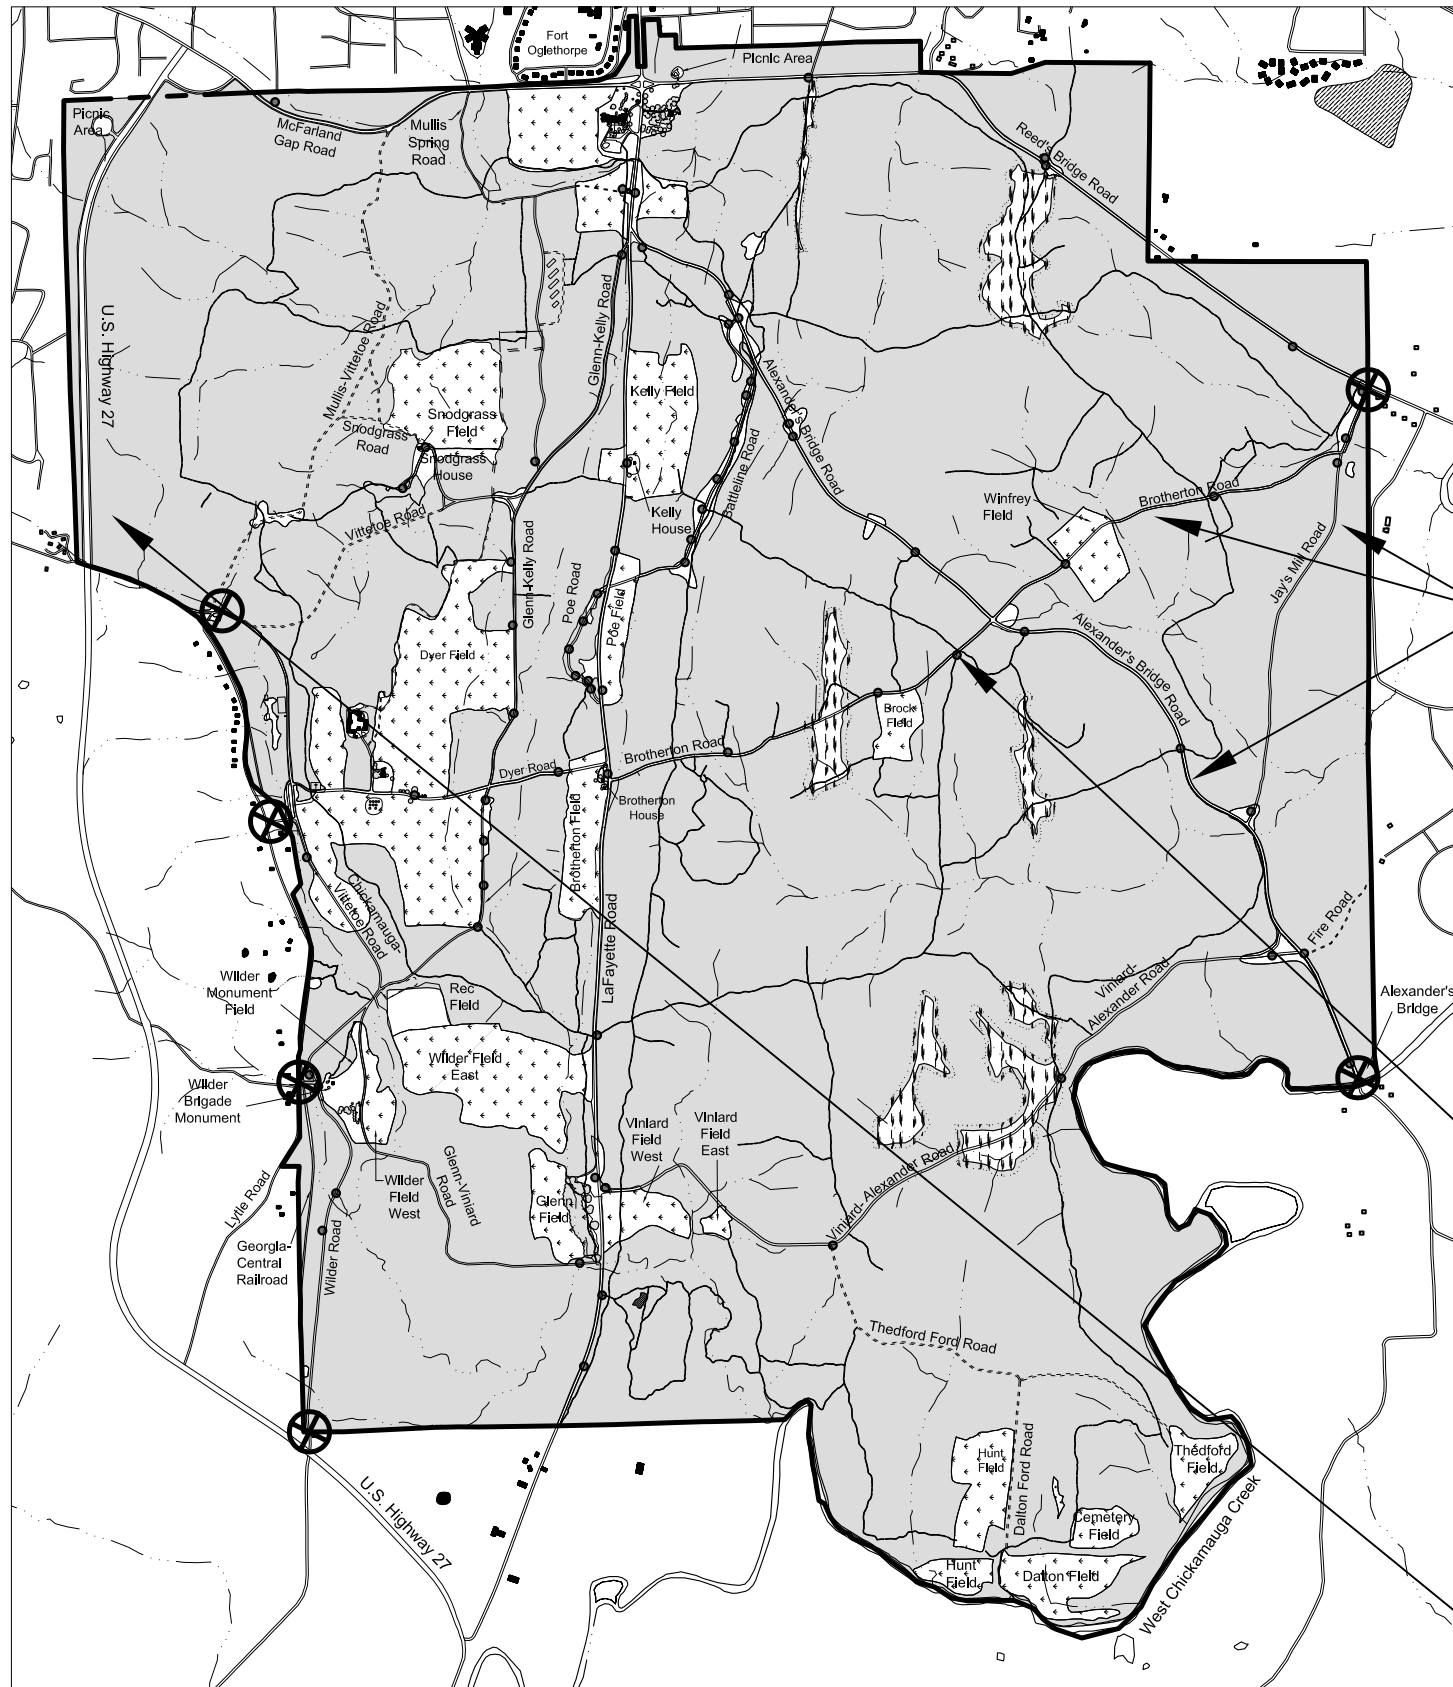 Fort
Oglethorpe
Picnic Area
Picnic
Area
McFarland
Gap Road
Mullis
Spring
Road
Reed's Bridge Road
U.S. Highway 27
Mullis-Vittetoe Road
Glenn-Kelly Road
Kelly Field
Alexander's Bridge Road
Snodgrass
Field
Snodgrass
Road
Snodgrass
House
Battleline Road
Kelly
House
Winfrey
Field
Brotherton Road
Vittetoe Road
Glenn-Kelly Road
Jay's Mill Road
Poe Road
Poe Field
Dyer Field
Alexander's Bridge
Road
Brock
Field
Brotherton Road
Dyer Road
Brotherton
House
Brotherton Field
Chickamauga-
Vittetoe Road
LaFayette Road
Fire Road
Wilder
Monument
Field
Rec
Field
Viniard-
Alexander Road
Alexander's
Bridge
Wilder Field
East
Wilder
Brigade
Monument
Viniard
Field
West
Viniard
Field
East
Glenn-Viniard
Road
Wilder
Field
West
Glenn
Field
Viniard- Alexander Road
Lytle Road
Georgia-
Central
Railroad
Wilder Road
Thedford Ford Road
Dalton Ford Road
Hunt
Field
Thedford
Field
U.S. Highway 27
Cemetery
Field
Hunt
Field
Dalton Field
West Chickamauga Creek